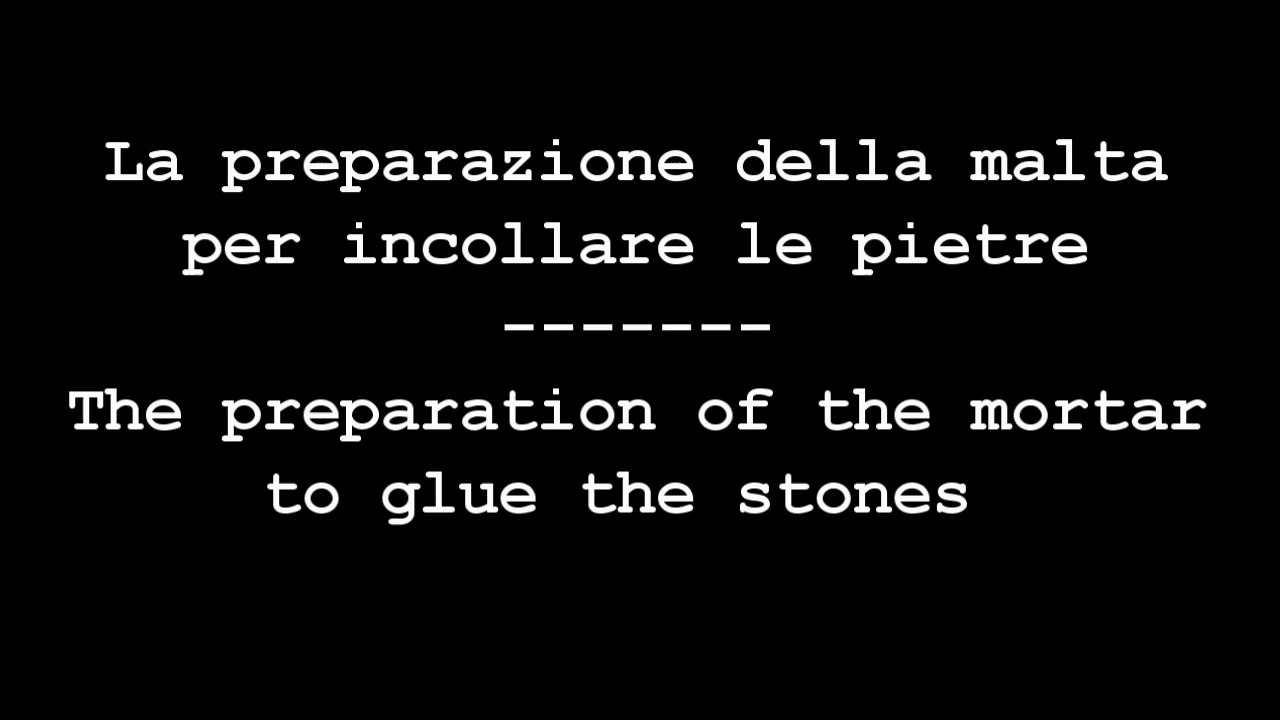 La preparazione della malta
per incollare le pietre
-------
The preparation of the mortar
to glue the stones